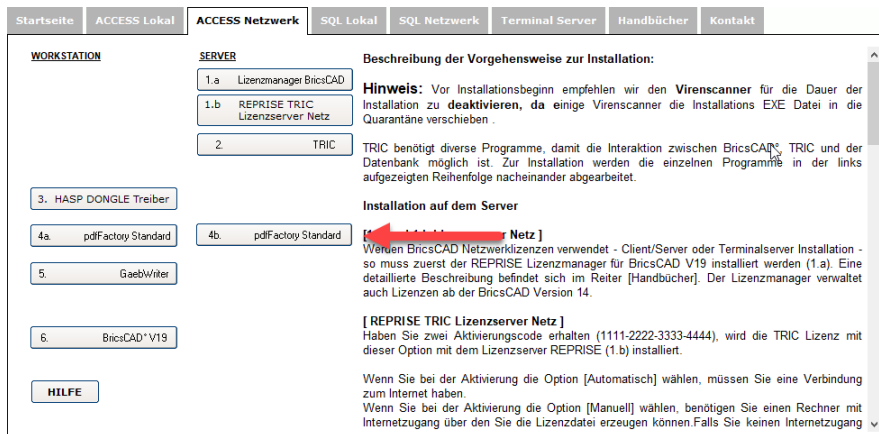 Startseite ACCESS Lokal ACCESS Netzwerk SQL Lokal SQL Netzwerk Terminal Server Handbücher Kontakt
WORKSTATION
SERVER
1.a Lizenzmanager BricsCAD
1.b REPRISE TRIC
Lizenzserver Netz
2. TRIC
3. HASP DONGLE Treiber
4a. pdfFactory Standard
4b. pdfFactory Standard
5. GaebWriter
6. BricsCAD® V19
HILFE
Beschreibung der Vorgehensweise zur Installation:
Hinweis: Vor Installationsbeginn empfehlen wir den Virenscanner für die Dauer der
Installation zu deaktivieren, da einige Virenscanner die Installations EXE Datei in die
Quarantäne verschieben .
TRIC benötigt diverse Programme, damit die Interaktion zwischen BricsCAD®, TRIC und der
Datenbank möglich ist. Zur Installation werden die einzelnen Programme in der links
aufgezeigten Reihenfolge nacheinander abgearbeitet.
Installation auf dem Server
Netz ]
Werden BricsCAD Netzwerklizenzen verwendet - Client/Server oder Terminalserver Installation -
so muss zuerst der REPRISE Lizenzmanager für BricsCAD V19 installiert werden (1.a). Eine
detaillierte Beschreibung befindet sich im Reiter [Handbücher]. Der Lizenzmanager verwaltet
auch Lizenzen ab der BricsCAD Version 14.
[ REPRISE TRIC Lizenzserver Netz ]
Haben Sie zwei Aktivierungscode erhalten (1111-2222-3333-4444), wird die TRIC Lizenz mit
dieser Option mit dem Lizenzserver REPRISE (1.b) installiert.
Wenn Sie bei der Aktivierung die Option [Automatisch] wählen, müssen Sie eine Verbindung
zum Internet haben.
Wenn Sie bei der Aktivierung die Option [Manuell] wählen, benötigen Sie einen Rechner mit
Internetzugang über den Sie die Lizenzdatei erzeugen können.Falls Sie keinen Internetzugang